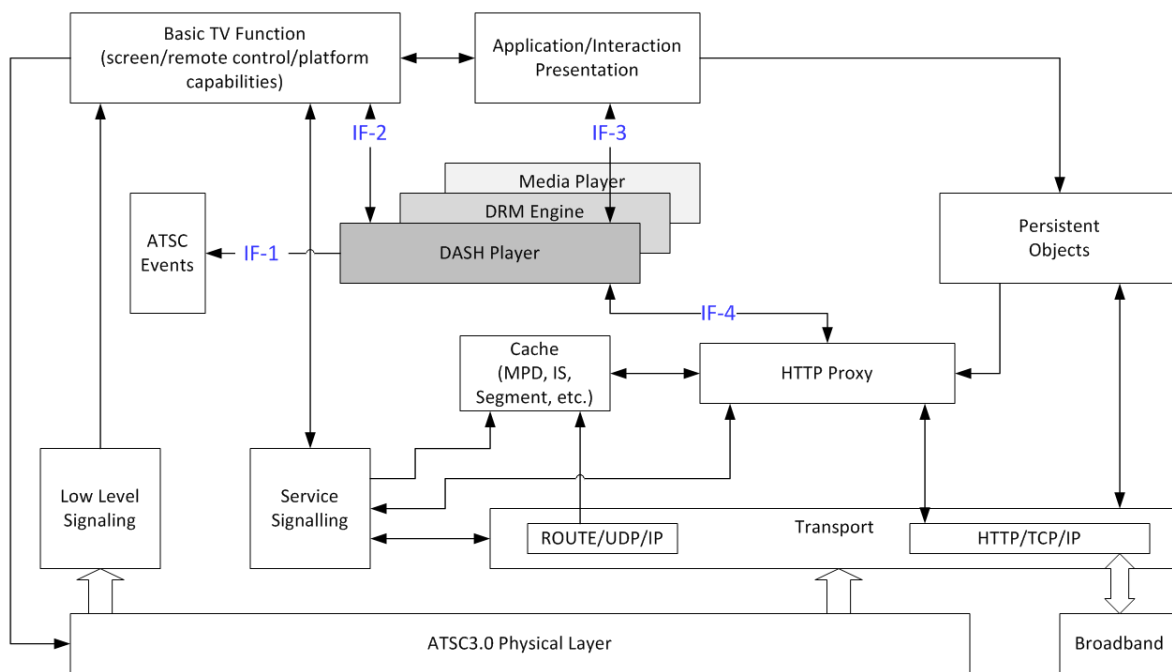 Basic TV Function
(screen/remote control/platform
capabilities)
Application/Interaction
Presentation
IF-2
IF-3
Media Player
DRM Engine
DASH Player
ATSC
Events
IF-1
Persistent
Objects
IF-4
Cache
(MPD, IS,
Segment, etc.)
HTTP Proxy
Low Level
Signaling
Service
Signalling
Transport
ROUTE/UDP/IP
HTTP/TCP/IP
ATSC3.0 Physical Layer
Broadband